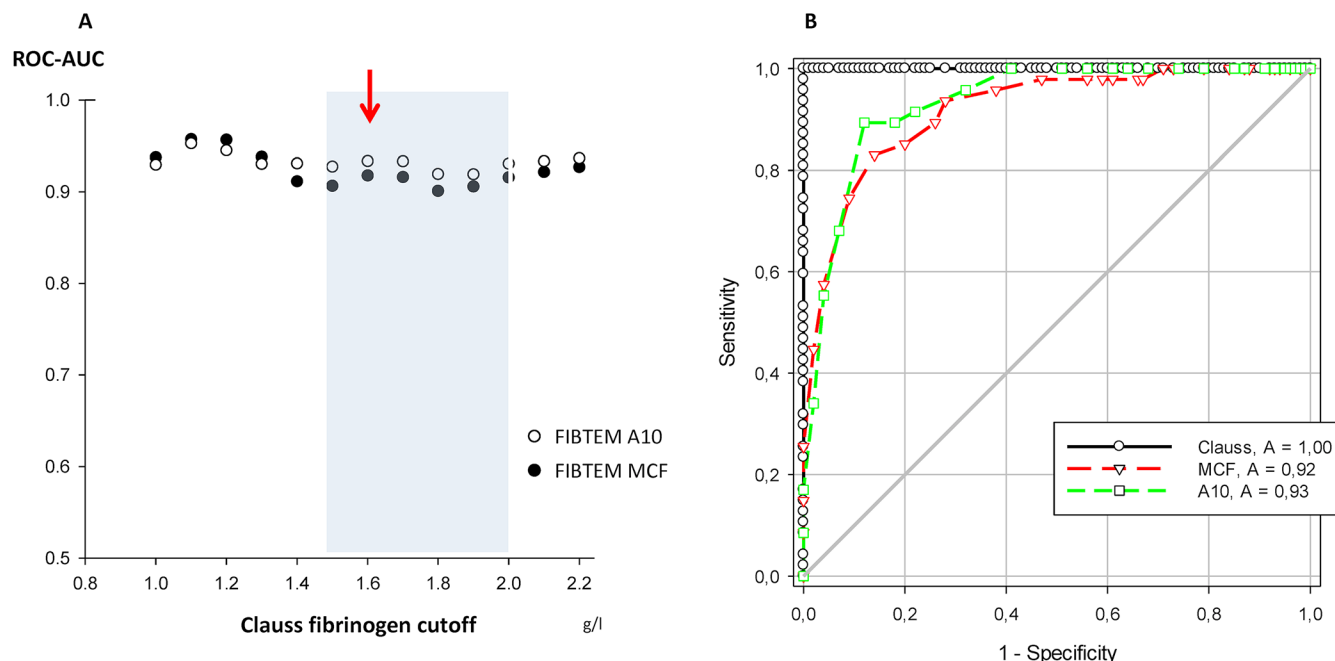 A
ROC-AUC
1.0
0.9
0.8
0.7
0.6
0.5
0.8
1.0
1.2
1.4
1.6
1.8
2.0
2.2
Clauss fibrinogen cutoff
g/l
FIBTEM A10
FIBTEM MCF
B
1,0
0,8
0,6
0,4
0,2
0,0
0,0
0,2
0,4
0,6
0,8
1,0
Sensitivity
1 - Specificity
Clauss, A = 1,00
MCF, A = 0,92
A10, A = 0,93